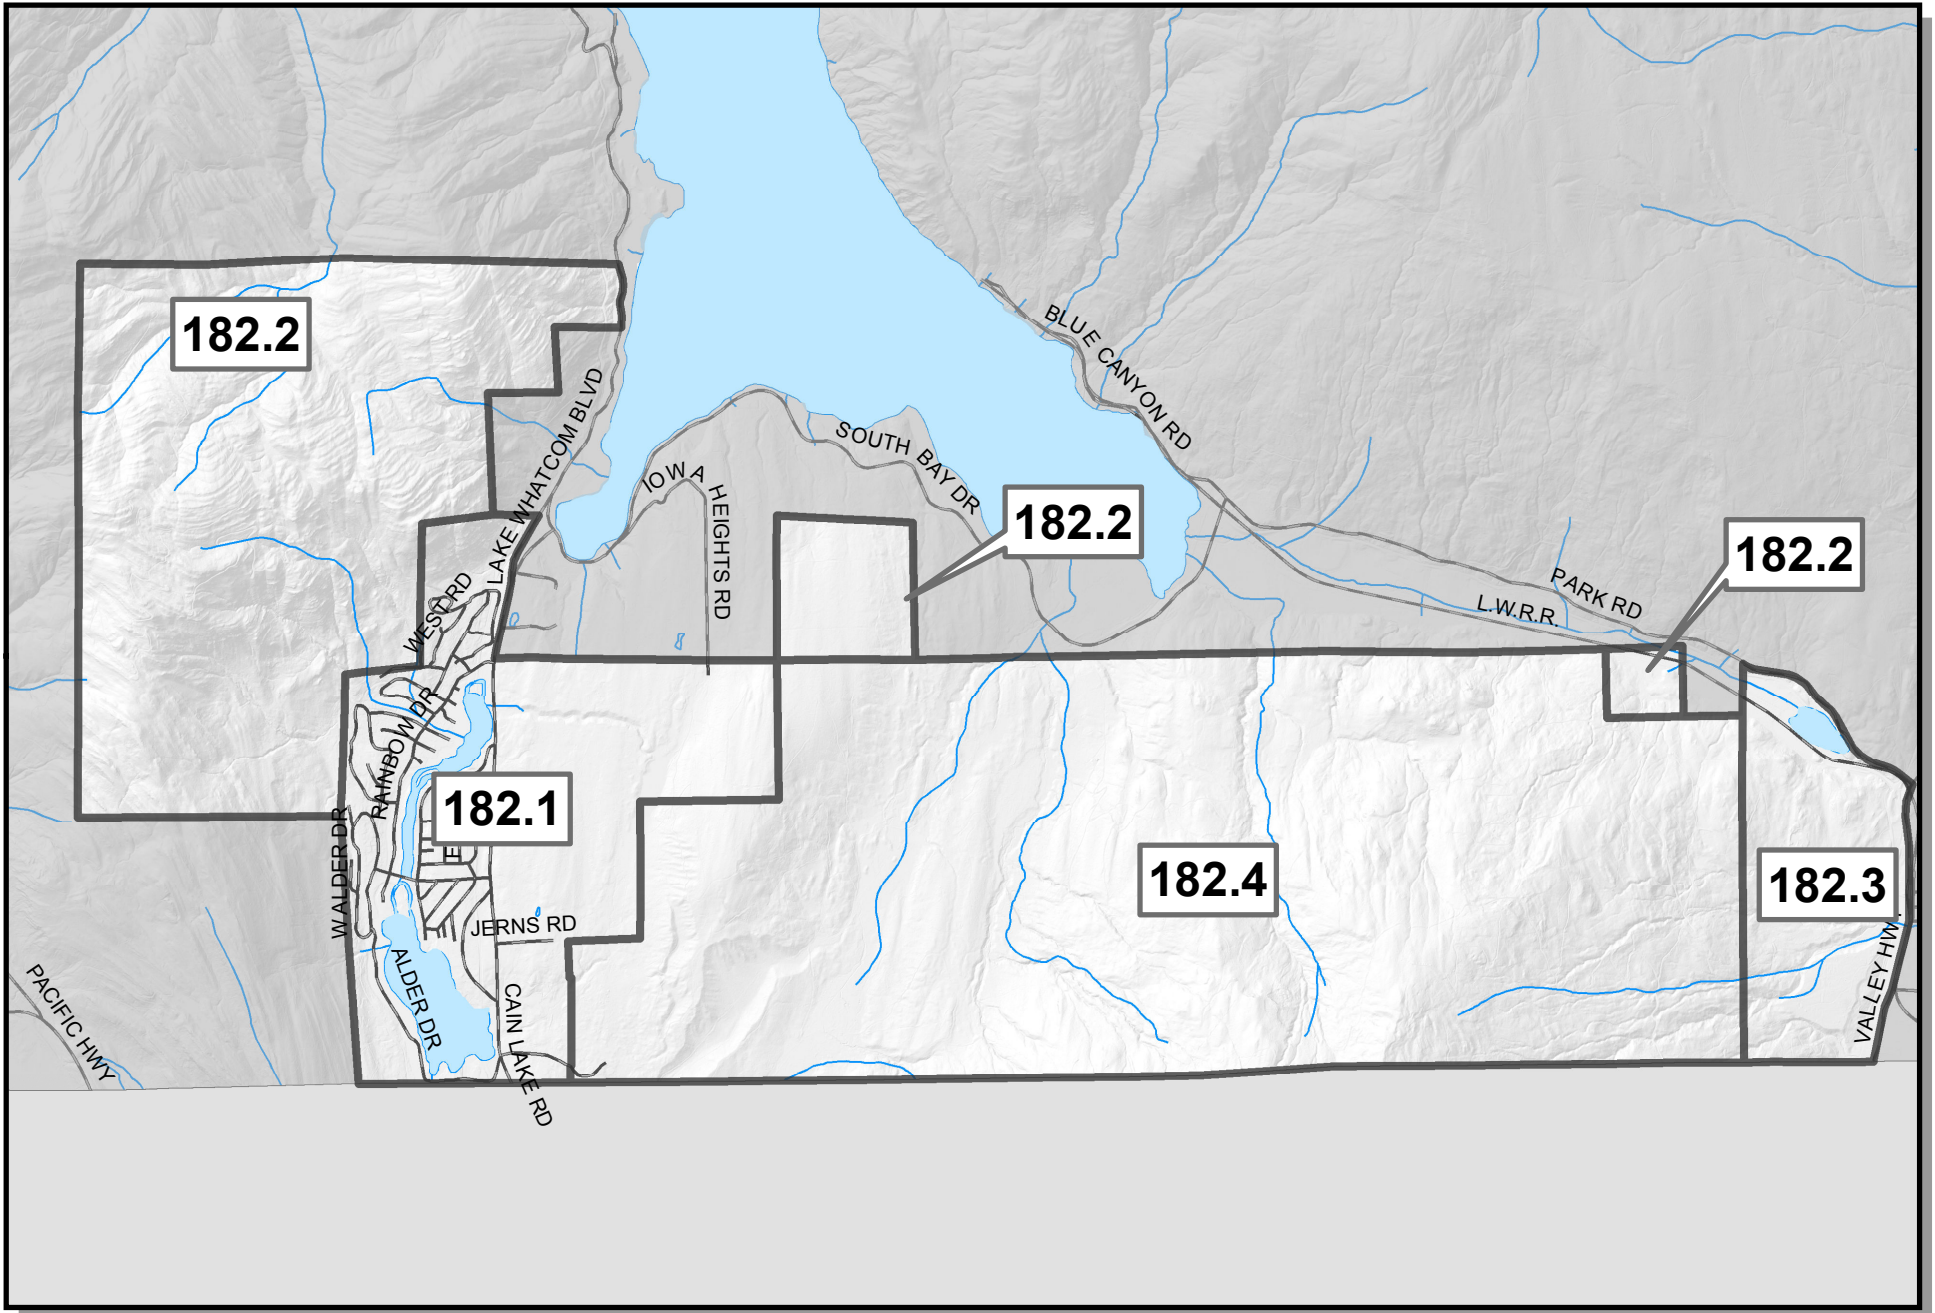 182.2
BLUE CANYON RD
LAKE WHATCOM BLVD
SOUTH BAY DR
IOWA HEIGHTS RD
182.2
182.2
PARK RD
L.W.R.R.
WEST RD
RAINBOW DR
182.1
WALDER DR
E
182.4
182.3
JERNS RD
VALLEY HW
ALDER DR
PACIFIC HWY
CAIN LAKE RD